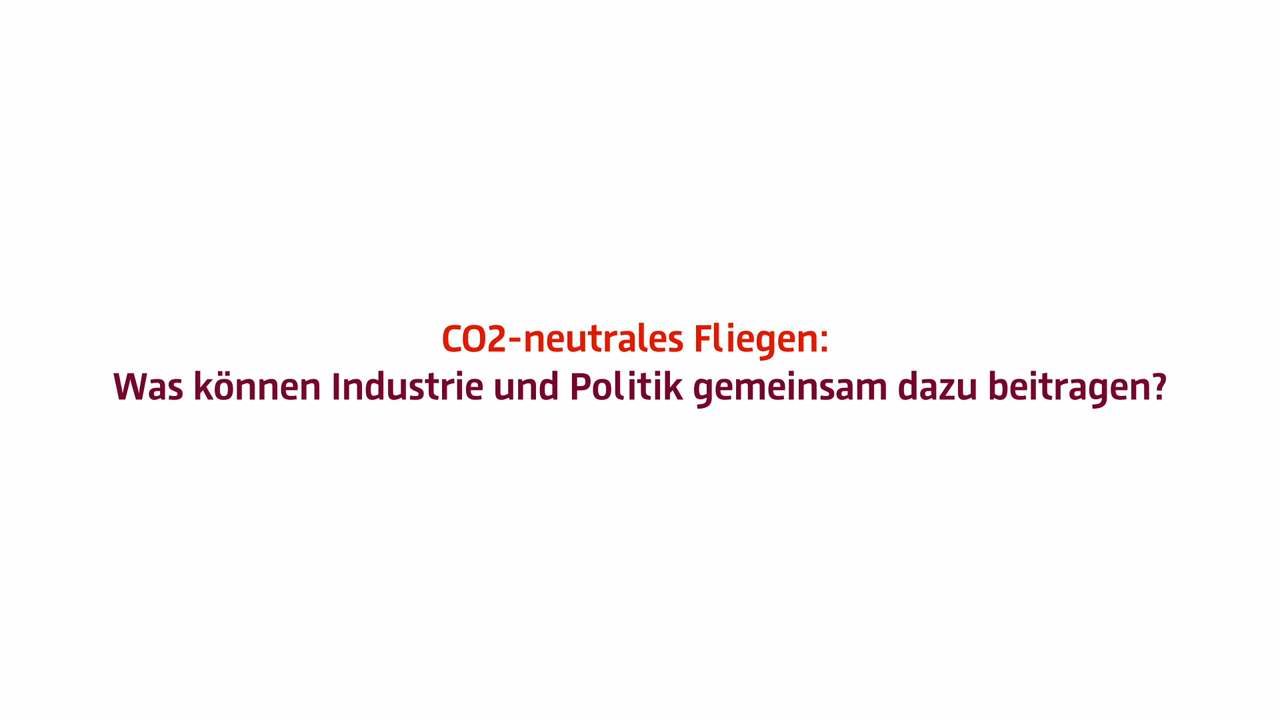 CO2-neutrales Fliegen:
Was können Industrie und Politik gemeinsam dazu beitragen?